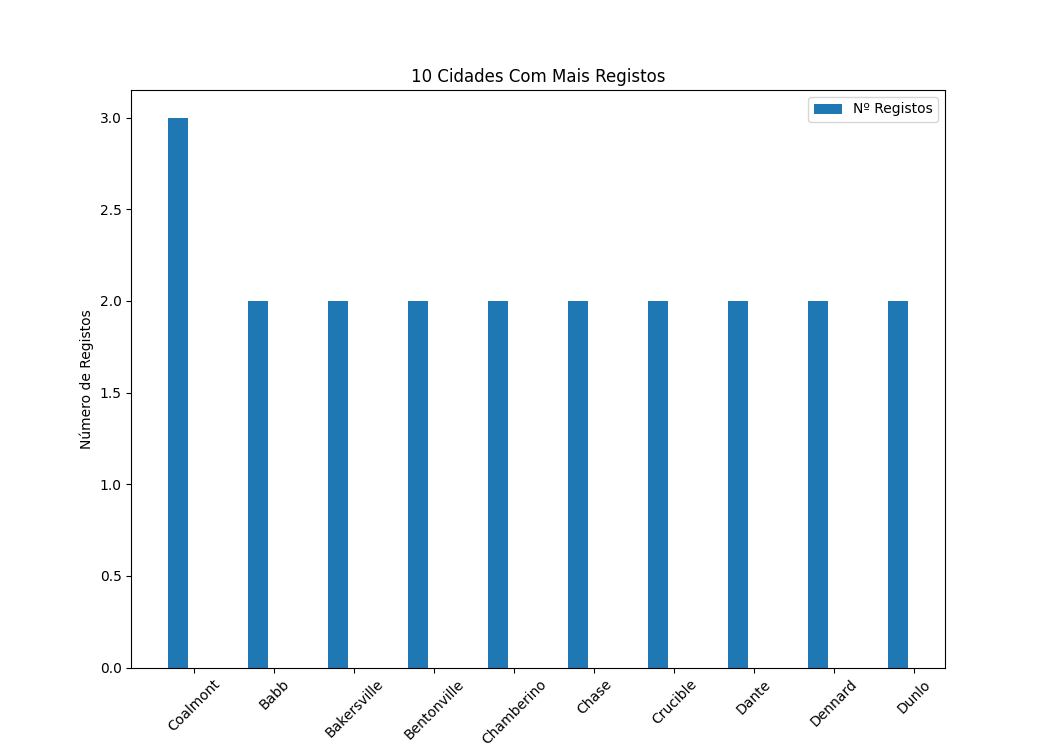 10 Cidades Com Mais Registos
Nº Registos
Número de Registos
3.0
2.5
2.0
1.5
1.0
0.5
0.0
Coalmont
Babb
Bakersville
Bentonville
Chamberino
Chase
Crucible
Dante
Dennard
Dunlo